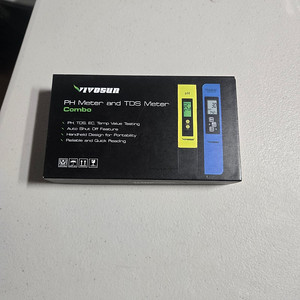 VIVOSUN
PH Meter and TDS Meter
Combo
PH, TDS, EC, Temp Value Testing
Auto Shut Off Feature
Handheld Design for Portability
Reliable and Quick Reading
pH